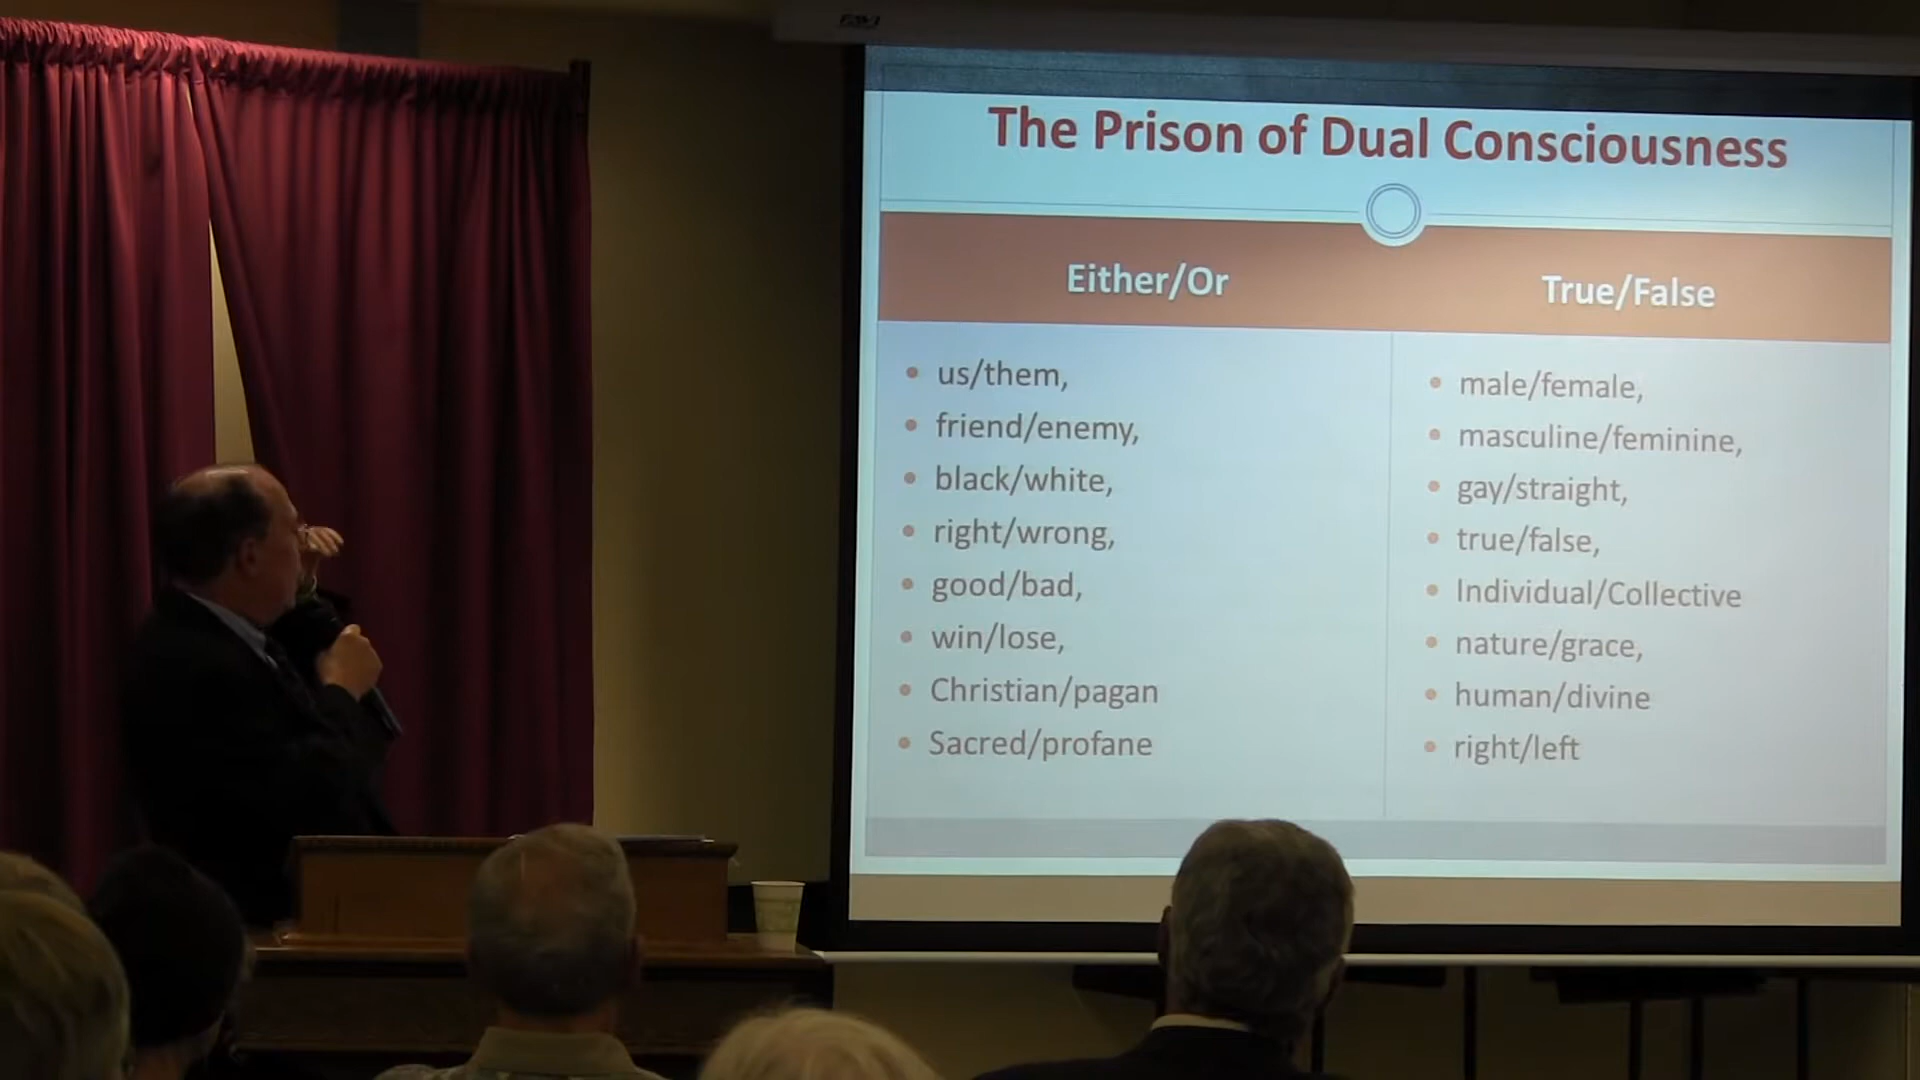 The Prison of Dual Consciousness
Either/Or
True/False
• us/them,
• friend/enemy,
• black/white,
• right/wrong,
• good/bad,
• win/lose,
• Christian/pagan
• Sacred/profane
• male/female,
• masculine/feminine,
• gay/straight,
• true/false,
• Individual/Collective
• nature/grace,
• human/divine
• right/left